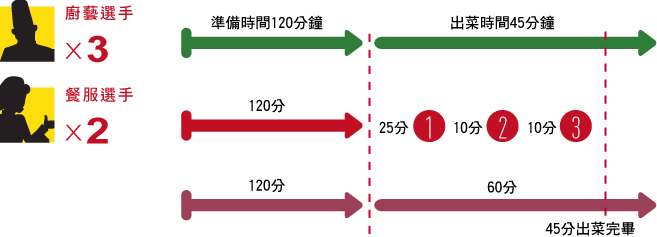 廚藝選手
×3
準備時間120分鐘
出菜時間45分鐘
餐服選手
×2
120分
25分 1 10分 2 10分 3
120分
60分
45分出菜完畢